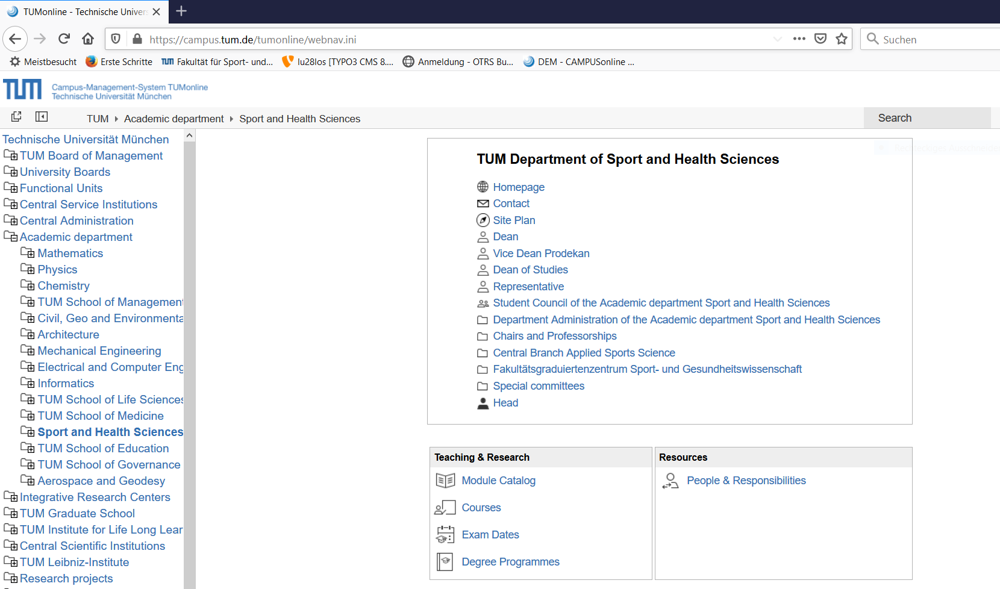 TUMonline - Technische Univer
https://campus.tum.de/tumonline/webnav.ini
Suchen
Meistbesucht
Erste Schritte
Fakultät für Sport- und...
lu28los [TYPO3 CMS 8....
Anmeldung - OTRS Bu...
DEM - CAMPUSonline ...
TUM
Campus-Management-System TUMonline
Technische Universität München
TUM
Academic department
Sport and Health Sciences
Search
Technische Universität München
TUM Board of Management
University Boards
Functional Units
Central Service Institutions
Central Administration
Academic department
Mathematics
Physics
Chemistry
TUM School of Management
Civil, Geo and Environmenta
Architecture
Mechanical Engineering
Electrical and Computer Eng
Informatics
TUM School of Life Sciences
TUM School of Medicine
Sport and Health Sciences
TUM School of Education
TUM School of Governance
Aerospace and Geodesy
Integrative Research Centers
TUM Graduate School
TUM Institute for Life Long Lear
Central Scientific Institutions
TUM Leibniz-Institute
Research projects
Rechteckiges Ausschneiden
TUM Department of Sport and Health Sciences
Homepage
Contact
Site Plan
Dean
Vice Dean Prodekan
Dean of Studies
Representative
Student Council of the Academic department Sport and Health Sciences
Department Administration of the Academic department Sport and Health Sciences
Chairs and Professorships
Central Branch Applied Sports Science
Fakultätsgraduiertenzentrum Sport- und Gesundheitswissenschaft
Special committees
Head
Teaching & Research
Module Catalog
Courses
Exam Dates
Degree Programmes
Resources
People & Responsibilities